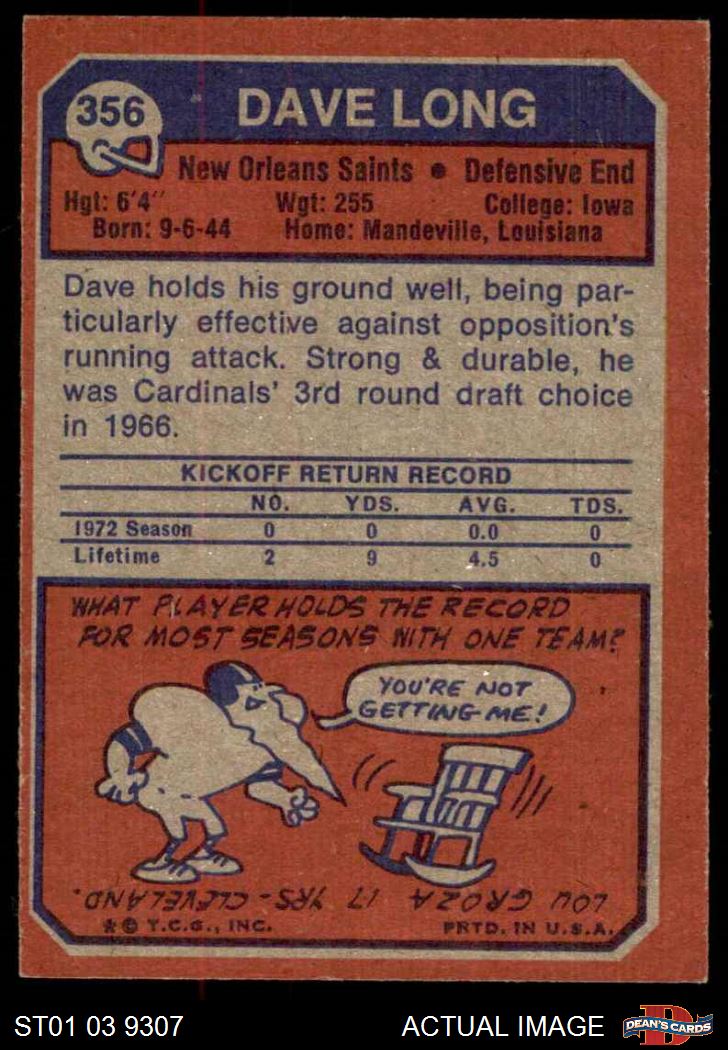 356
DAVE LONG
New Orleans Saints • Defensive End
Hgt: 6'4" Wgt: 255 College: Iowa
Born: 9-6-44 Home: Mandeville, Louisiana
Dave holds his ground well, being par-
ticularly effective against opposition's
running attack. Strong & durable, he
was Cardinals' 3rd round draft choice
in 1966.
KICKOFF RETURN RECORD
NO. YDS. AVG. TDS.
1972 Season 0 0 0.0 0
Lifetime 2 9 4.5 0
WHAT PLAYER HOLDS THE RECORD
FOR MOST SEASONS WITH ONE TEAM?
YOU'RE NOT
GETTING ME!
LOU GROZA 17 YRS-CLEVELAND.
* © T.C.G., INC. PRTD. IN U.S.A.
ST01 03 9307 ACTUAL IMAGE
D
DEAN'S CARDS